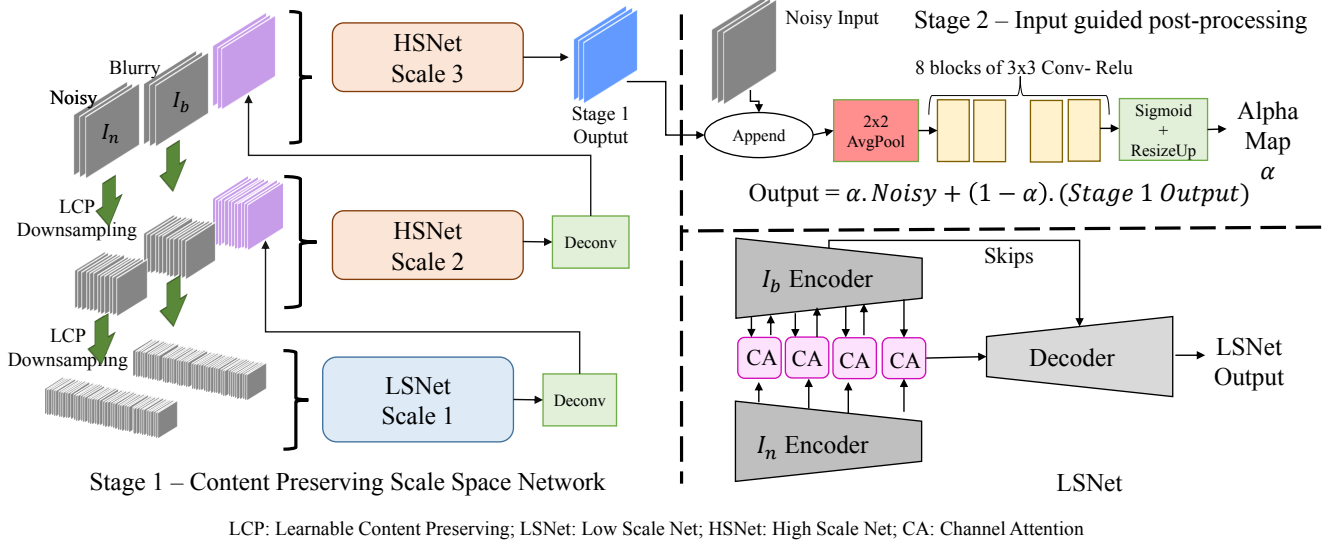 Noisy
I_n
Blurry
I_b
HSNet
Scale 3
Stage 1
Ouptut
LCP
Downsampling
HSNet
Scale 2
Deconv
LCP
Downsampling
LSNet
Scale 1
Deconv
Stage 1 – Content Preserving Scale Space Network
Noisy Input
Stage 2 – Input guided post-processing
8 blocks of 3x3 Conv- Relu
Append
2x2
AvgPool
Sigmoid
+
ResizeUp
Alpha
Map
α
Output = α.Noisy + (1 − α).(Stage 1 Output)
I_b Encoder
Skips
CA
CA
CA
CA
Decoder
LSNet
Output
I_n Encoder
LSNet
LCP: Learnable Content Preserving; LSNet: Low Scale Net; HSNet: High Scale Net; CA: Channel Attention